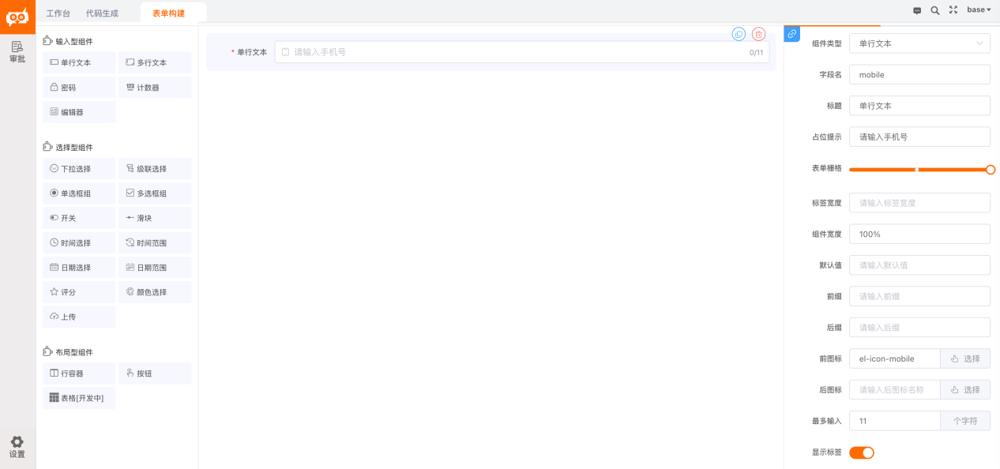 工作台
代码生成
表单构建
base
审批
设置
输入型组件
单行文本
多行文本
密码
计数器
编辑器
选择型组件
下拉选择
级联选择
单选框组
多选框组
开关
滑块
时间选择
时间范围
日期选择
日期范围
评分
颜色选择
上传
布局型组件
行容器
按钮
表格[开发中]
* 单行文本
请输入手机号
0/11
组件类型
单行文本
字段名
mobile
标题
单行文本
占位提示
请输入手机号
表单栅格
标签宽度
请输入标签宽度
组件宽度
100%
默认值
请输入默认值
前缀
请输入前缀
后缀
请输入后缀
前图标
el-icon-mobile
选择
后图标
请输入后图标名称
选择
最多输入
11
个字符
显示标签